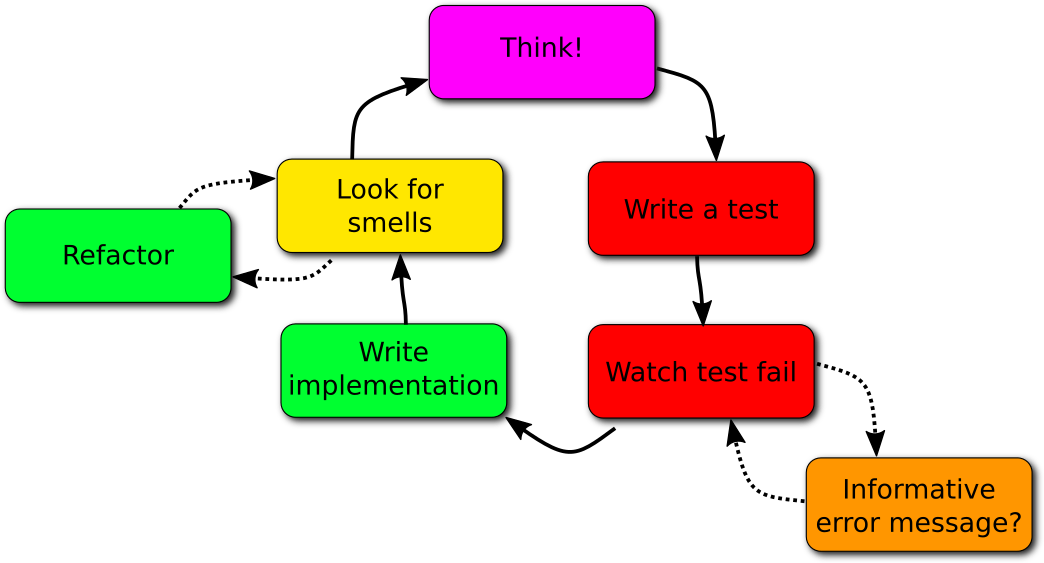 Think!
Look for
smells
Write a test
Refactor
Write
implementation
Watch test fail
Informative
error message?